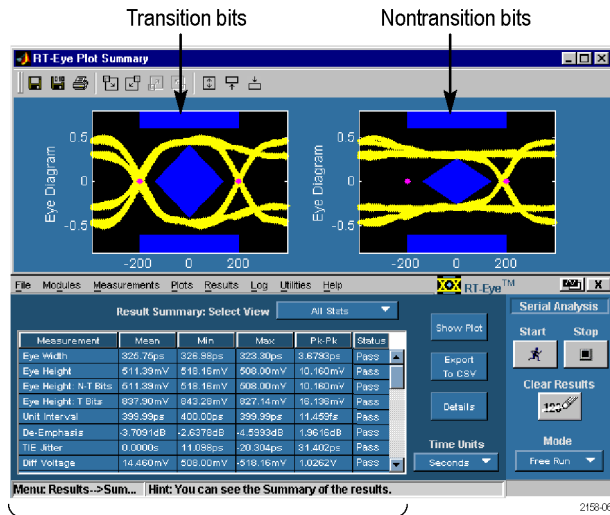 Transition bits
Nontransition bits
RT-Eye Plot Summary
Eye Diagram
0.5
0
-0.5
-200 0 200
Eye Diagram
0.5
0
-0.5
-200 0 200
File Modules Measurements Plots Results Log Utilities Help
RT-Eye™
Result Summary: Select View All Stats
Measurement Mean Min Max Pk-Pk Status
Eye Width 325.75ps 326.98ps 323.30ps 3.6793ps Pass
Eye Height 511.39mV 518.16mV 508.00mV 10.160mV Pass
Eye Height: N-T Bits 511.39mV 518.16mV 508.00mV 10.160mV Pass
Eye Height: T Bits 837.90mV 843.28mV 827.14mV 16.136mV Pass
Unit Interval 399.99ps 400.00ps 399.99ps 11.459fs Pass
De-Emphasis -3.7091dB -2.6378dB -4.5993dB 1.9616dB Pass
TIE Jitter 0.0000s 11.098ps -20.304ps 31.402ps Pass
Diff Voltage 14.460mV 508.00mV -518.16mV 1.0262V Pass
Show Plot
Export
To CSV
Details
Time Units
Seconds
X
Serial Analysis
Start Stop
Clear Results
123
Mode
Free Run
Menu: Results-->Sum... Hint: You can see the Summary of the results.